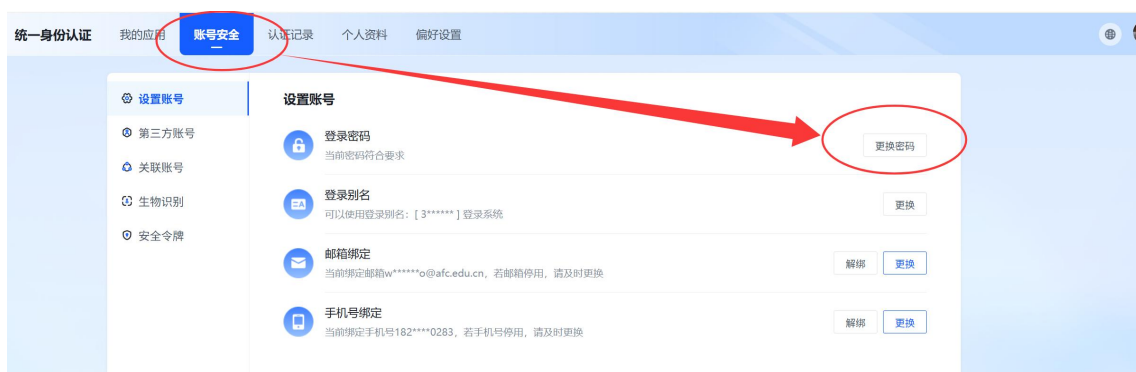 统一身份认证 我的应用 账号安全 认证记录 个人资料 偏好设置
设置账号
第三方账号
关联账号
生物识别
安全令牌
设置账号
登录密码
当前密码符合要求
更换密码
登录别名
可以使用登录别名：[ 3****** ] 登录系统
更换
邮箱绑定
当前绑定邮箱w******o@afc.edu.cn，若邮箱停用，请及时更换
解绑 更换
手机号绑定
当前绑定手机号182****0283，若手机号停用，请及时更换
解绑 更换